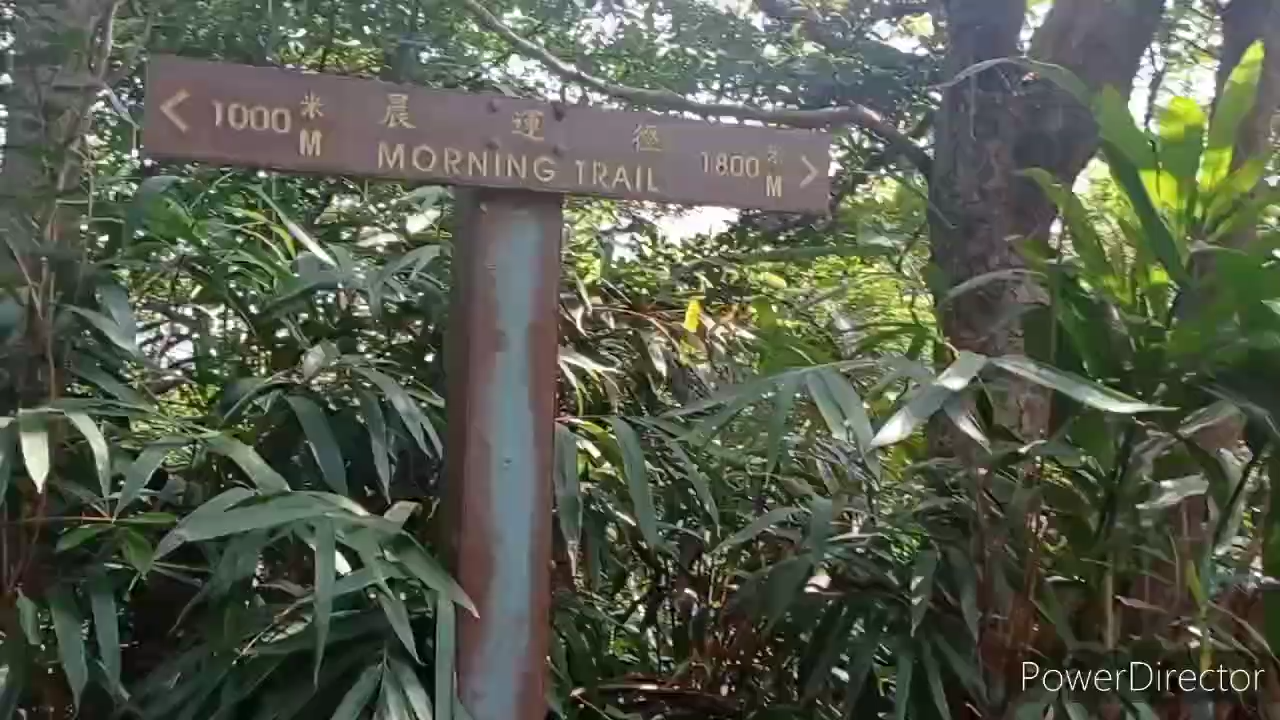 < 1000 米 M 晨運徑 1800 米 M >
MORNING TRAIL
PowerDirector